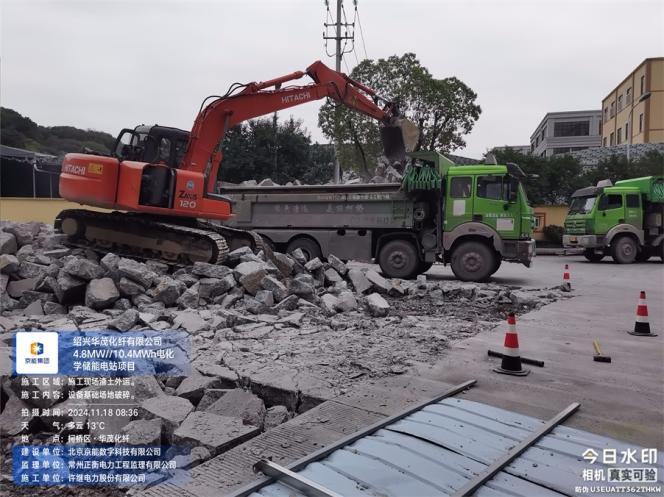 HITACHI
HITACHI
ZAXIS
120
京能集团
绍兴华茂化纤有限公司
4.8MW//10.4MWh电化
学储能电站项目
施工区域：施工现场渣土外运。
施工内容：设备基础场地破碎。
拍摄时间：2024.11.18 08:36
天气：多云 13℃
地点：柯桥区·华茂化纤
建设单位：北京京能数字科技有限公司
监理单位：常州正衡电力工程监理有限公司
施工单位：许继电力股份有限公司
今日水印
相机 真实可验
防伪 U3EUATT362THKW